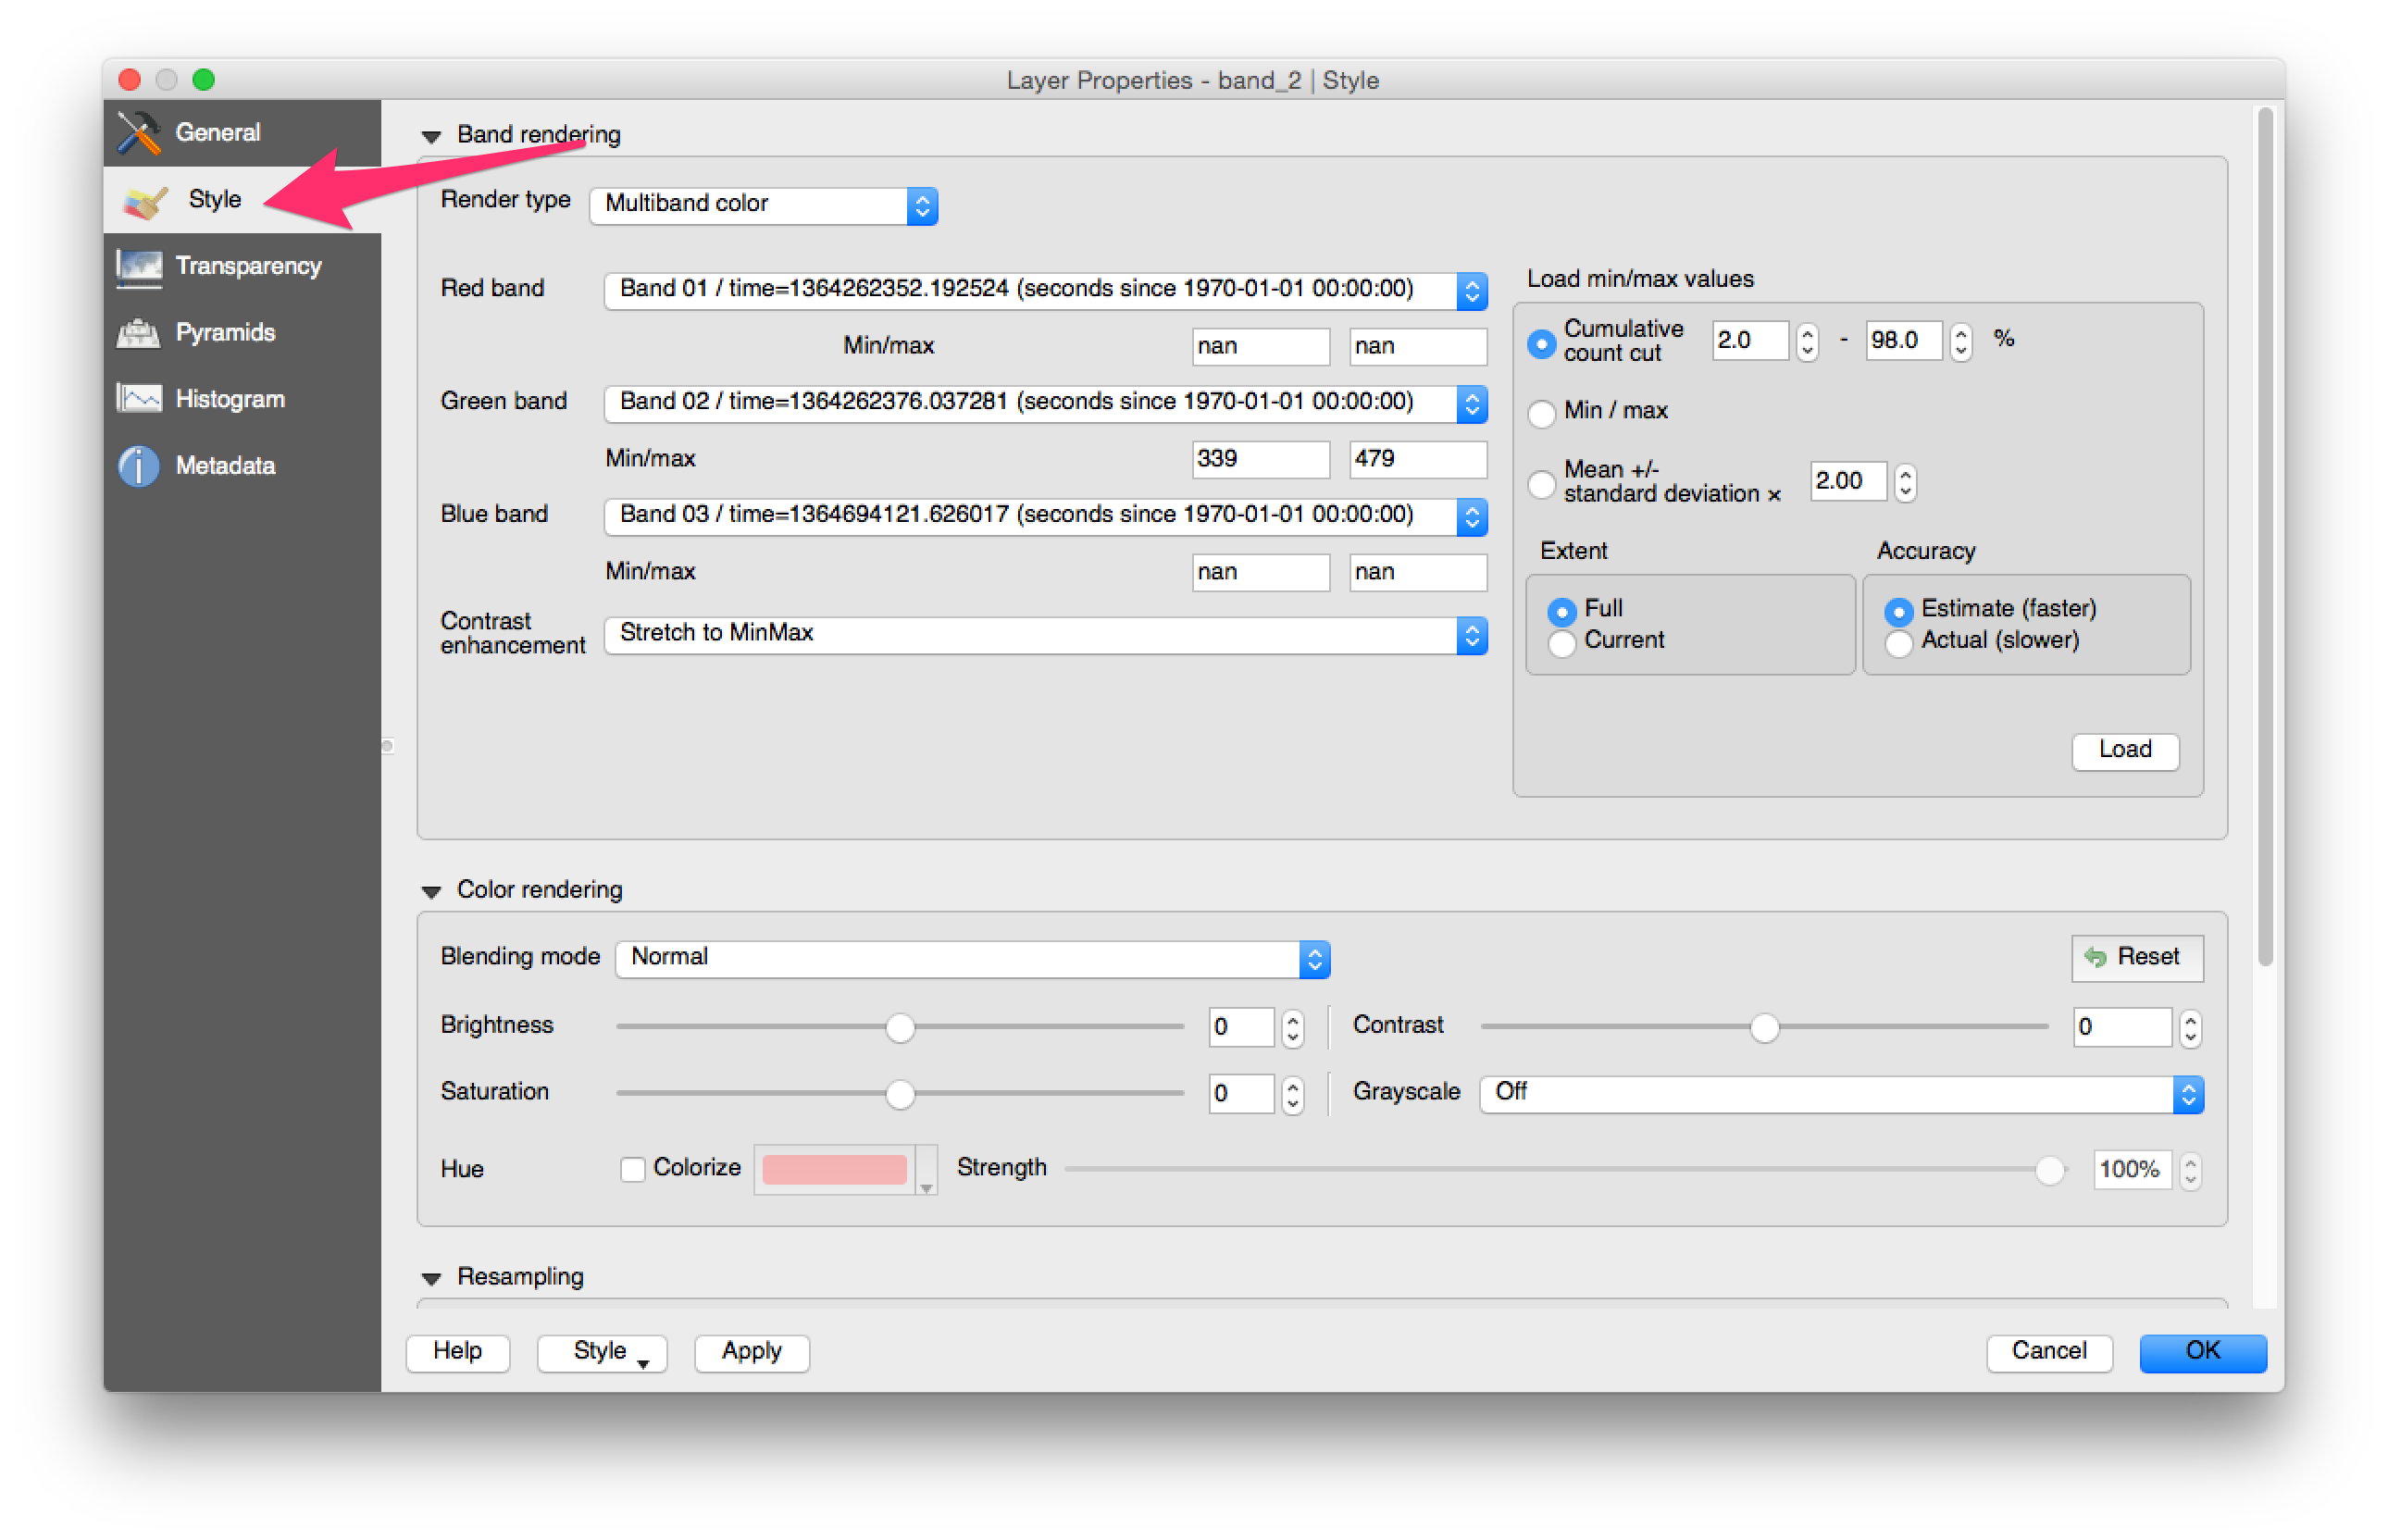 Layer Properties - band_2 | Style
General
Style
Transparency
Pyramids
Histogram
Metadata
Band rendering
Render type Multiband color
Red band Band 01 / time=1364262352.192524 (seconds since 1970-01-01 00:00:00)
Min/max nan nan
Green band Band 02 / time=1364262376.037281 (seconds since 1970-01-01 00:00:00)
Min/max 339 479
Blue band Band 03 / time=1364694121.626017 (seconds since 1970-01-01 00:00:00)
Min/max nan nan
Contrast
enhancement Stretch to MinMax
Load min/max values
Cumulative
count cut 2.0 - 98.0 %
Min / max
Mean +/-
standard deviation × 2.00
Extent
Full
Current
Accuracy
Estimate (faster)
Actual (slower)
Load
Color rendering
Blending mode Normal Reset
Brightness 0 Contrast 0
Saturation 0 Grayscale Off
Hue Colorize Strength 100%
Resampling
Help Style Apply Cancel OK